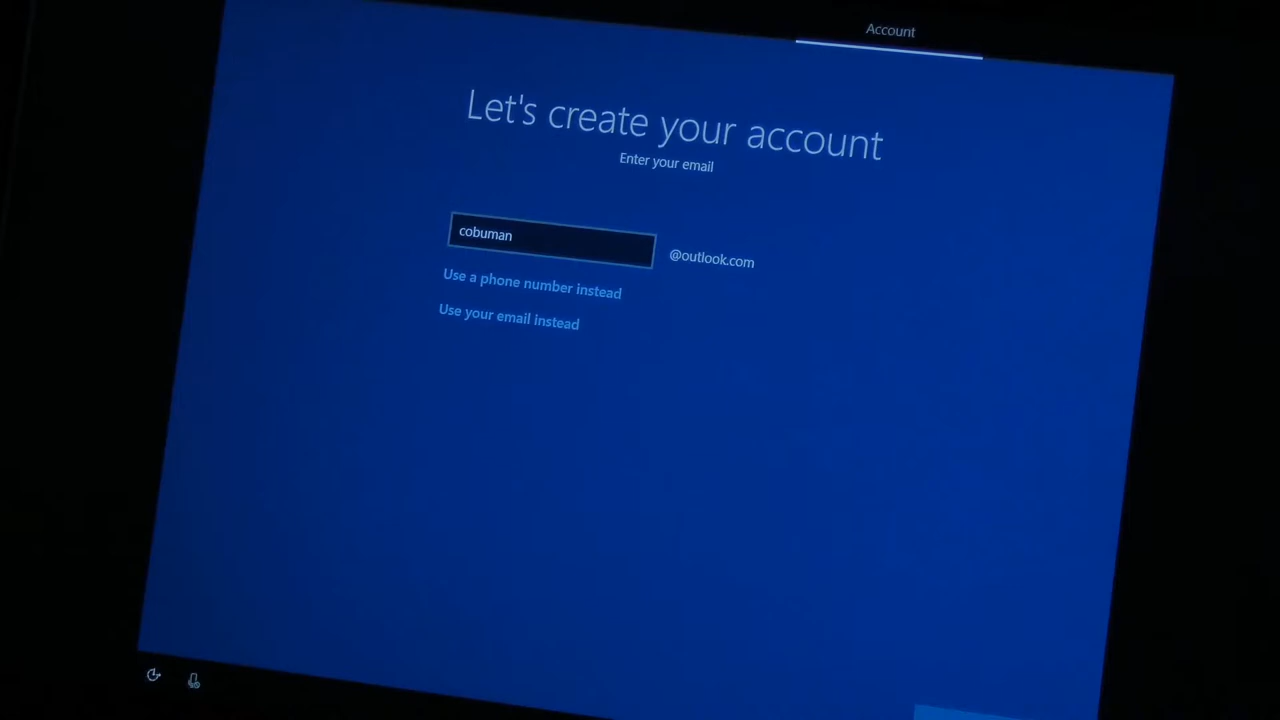 Account
Let's create your account
Enter your email
cobuman
@outlook.com
Use a phone number instead
Use your email instead